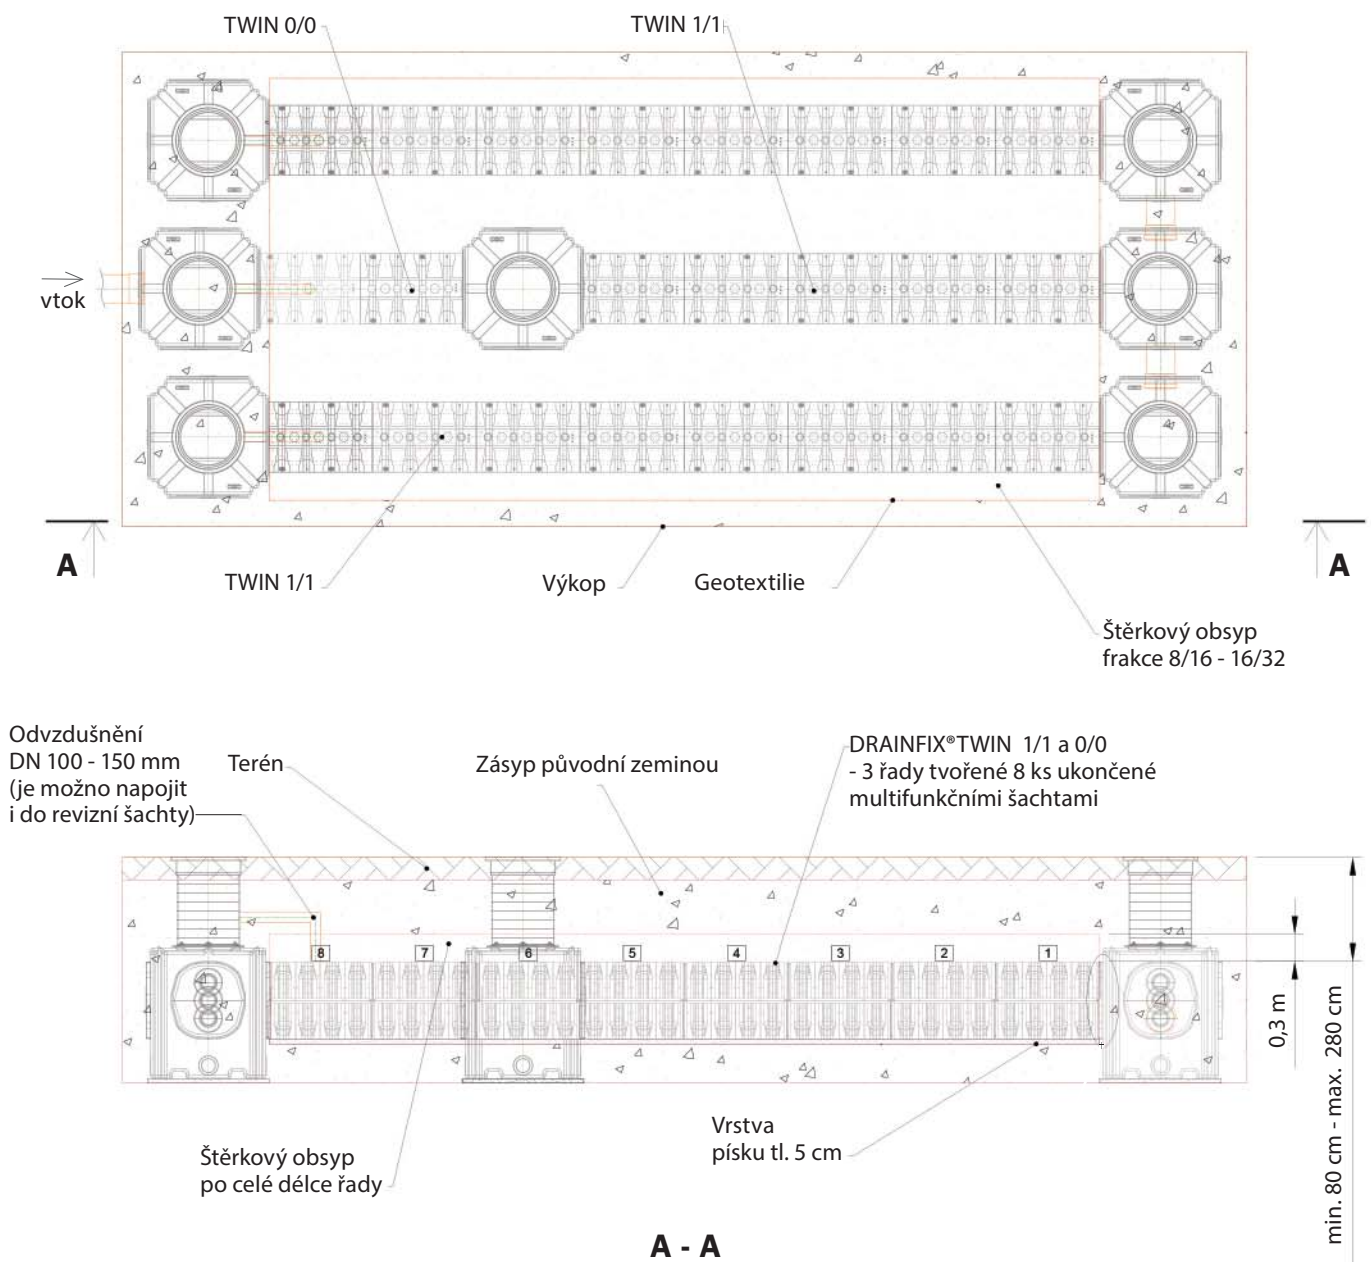 TWIN 0/0
TWIN 1/1
vtok
A
A
TWIN 1/1
Výkop
Geotextilie
Štěrkový obsyp
frakce 8/16 - 16/32
Odvzdušnění
DN 100 - 150 mm
(je možno napojit
i do revizní šachty)
Terén
Zásyp původní zeminou
DRAINFIX®TWIN 1/1 a 0/0
- 3 řady tvořené 8 ks ukončené
multifunkčními šachtami
8
7
6
5
4
3
2
1
0,3 m
min. 80 cm - max. 280 cm
Vrstva
písku tl. 5 cm
Štěrkový obsyp
po celé délce řady
A - A